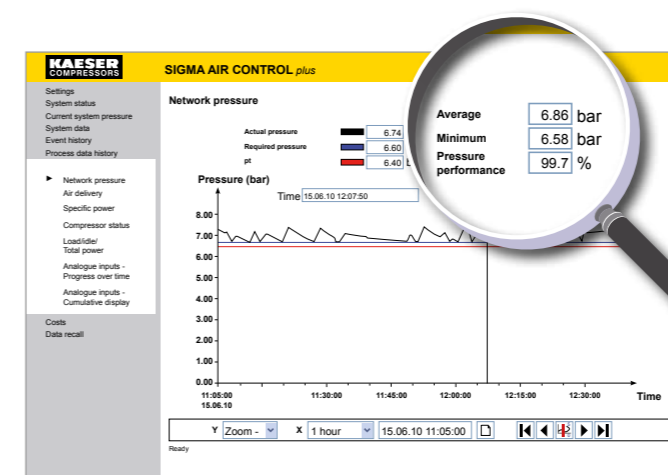 KAESER
COMPRESSORS
SIGMA AIR CONTROL plus
Settings
System status
Current system pressure
System data
Event history
Process data history
Network pressure
Air delivery
Specific power
Compressor status
Load/idle/
Total power
Analogue inputs -
Progress over time
Analogue inputs -
Cumulative display
Costs
Data recall
Network pressure
Actual pressure 6.74
Required pressure 6.60
pt 6.40 b
Average 6.86 bar
Minimum 6.58 bar
Pressure
performance 99.7 %
Pressure (bar)
Time 15.06.10 12:07:50
8.00
7.00
6.00
5.00
4.00
3.00
2.00
1.00
0.00
11:05:00 11:30:00 11:45:00 12:00:00 12:15:00 12:30:00 Time
15.06.10
Y Zoom - X 1 hour 15.06.10 11:05:00
Ready